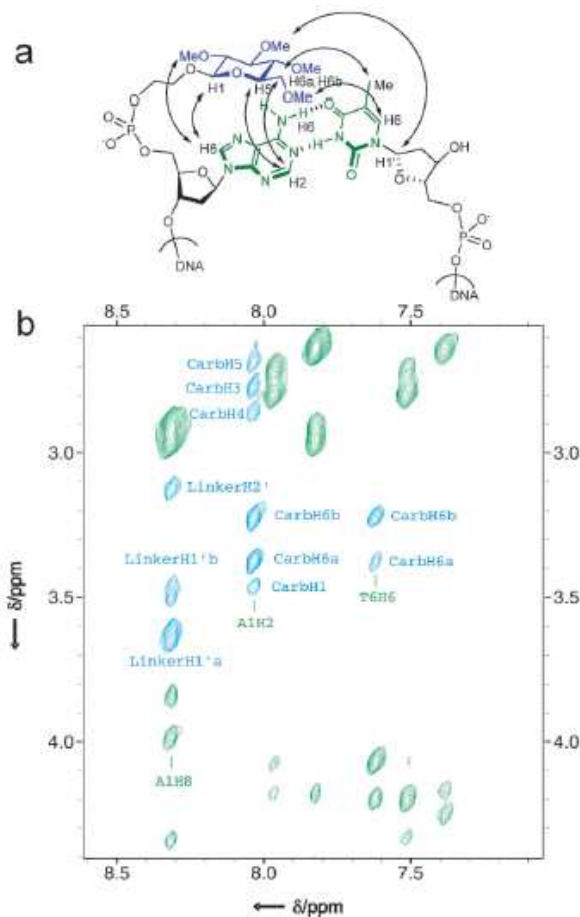 a
OMe
MeO
OMe
O
O
OMe
H1
H5
H6a, H6b
OMe
Me
H
N-H
H6
O
H6
H8
N
N
N
H
N
N
H1'
OH
N
H2
O
O
O
-O
P
O
O
O
O
O
O
P
O-
O
O
DNA
DNA
b
8.5
8.0
7.5
CarbH5
CarbH3
CarbH4
3.0
3.0
LinkerH2'
CarbH6b
CarbH6b
LinkerH1'b
CarbH6a
CarbH6a
3.5
CarbH1
T6H6
3.5
A1H2
LinkerH1'a
δ/ppm
δ/ppm
4.0
4.0
A1H8
8.5
8.0
7.5
δ/ppm
δ/ppm